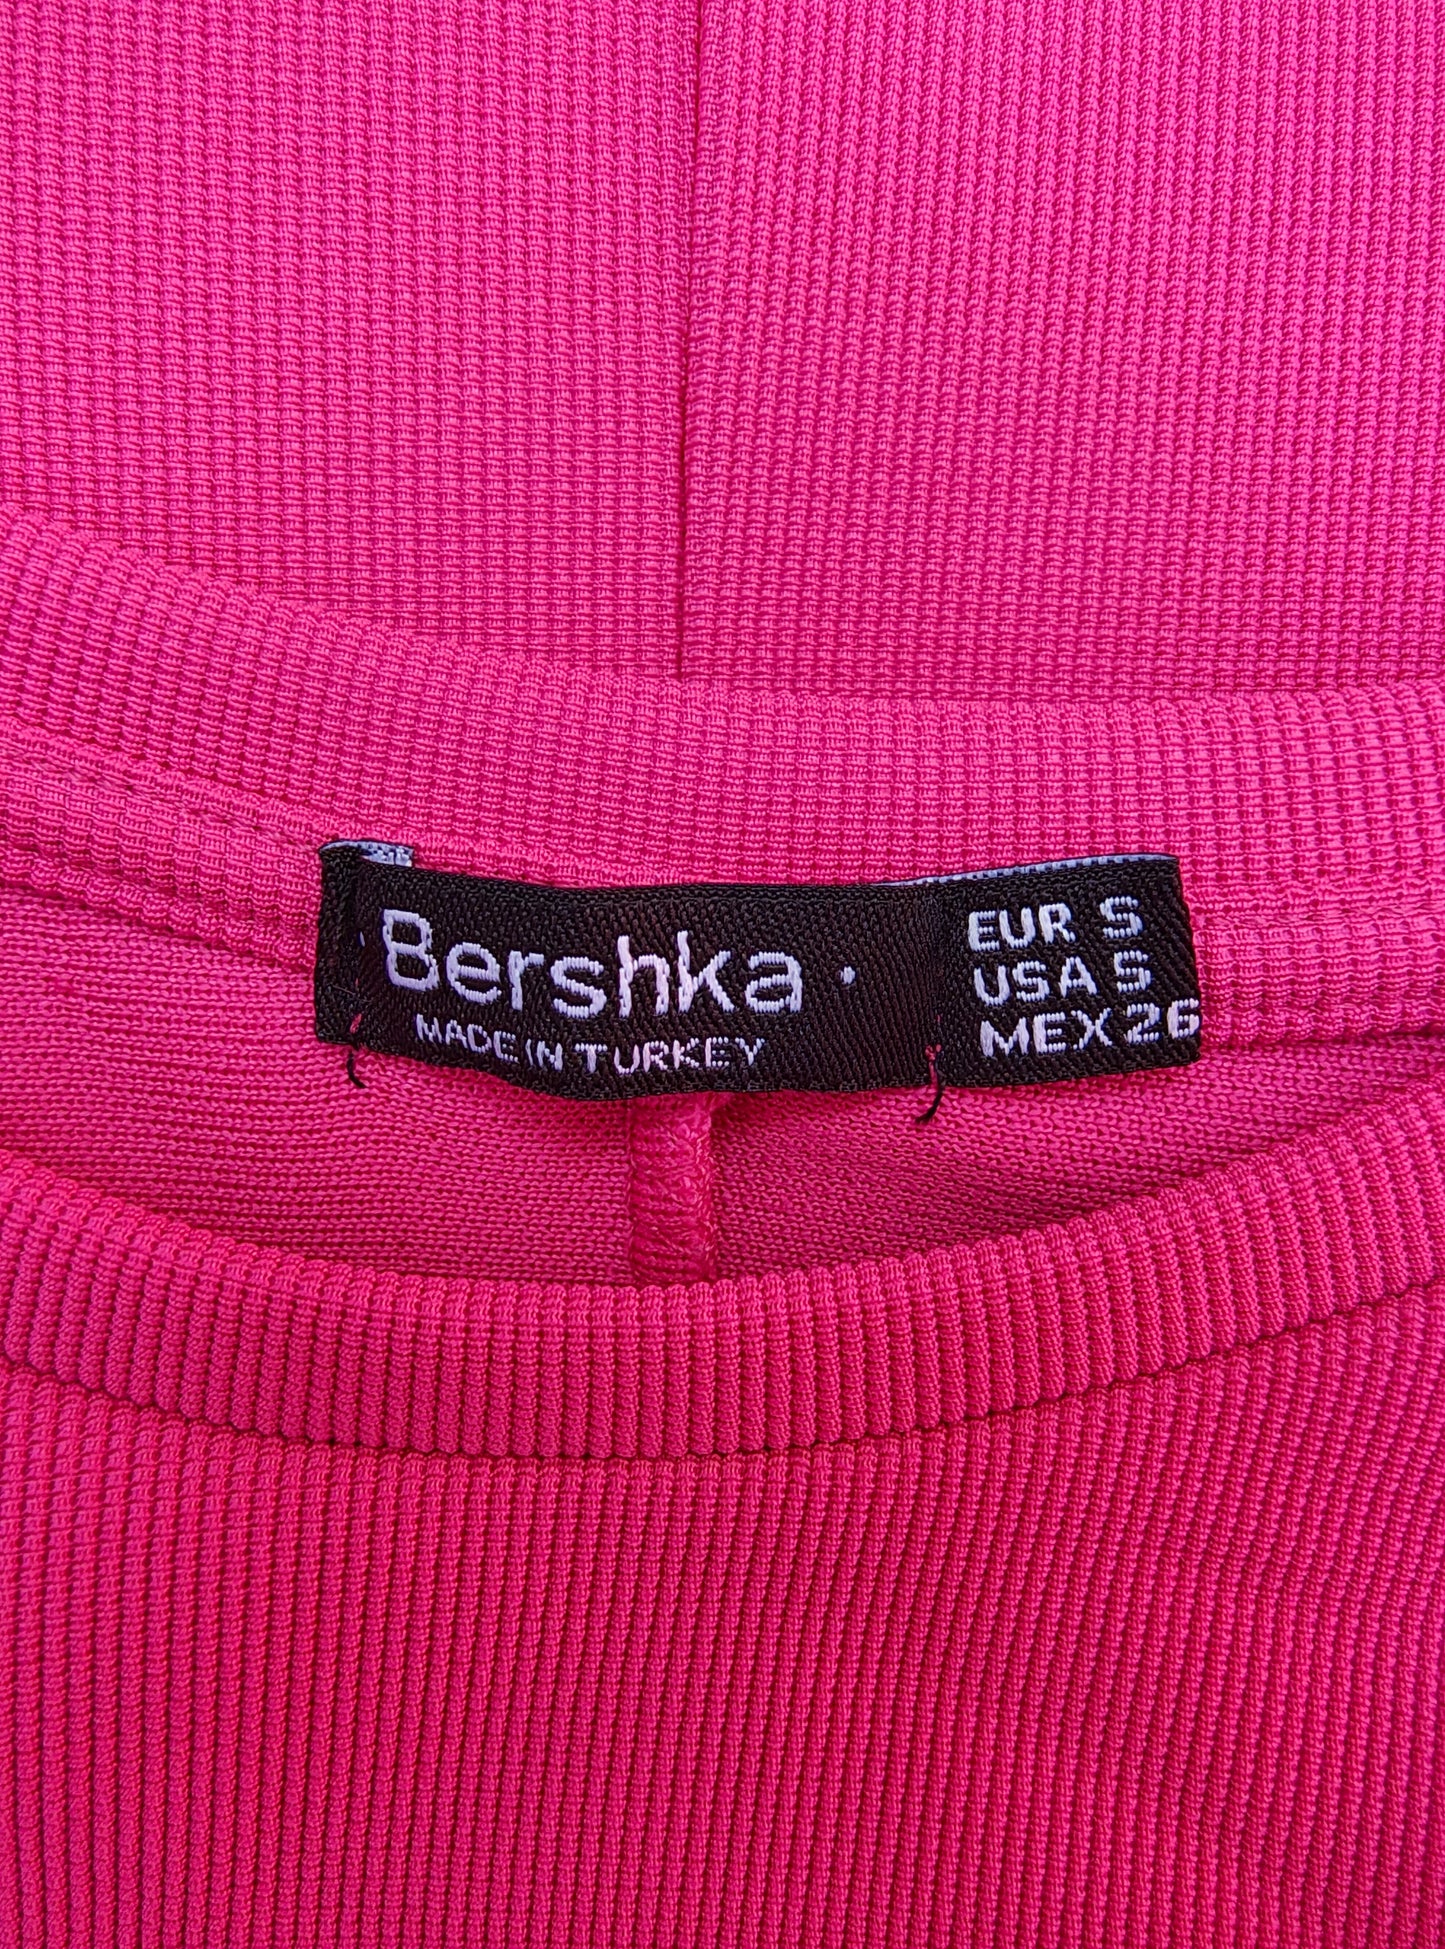 Bershka
MADE IN TURKEY
EUR S
USA S
MEX 26